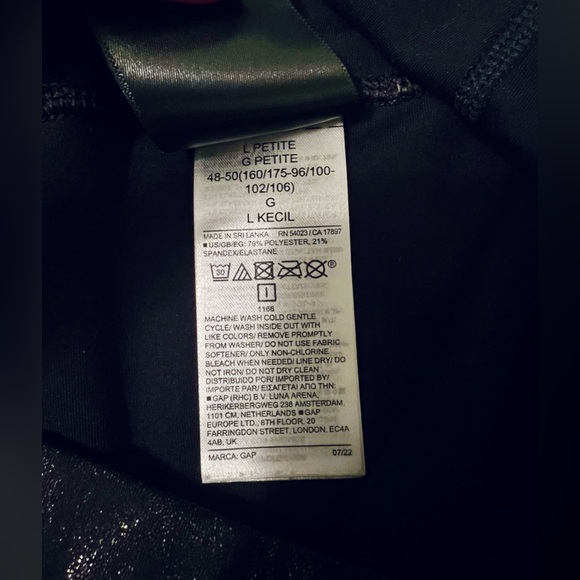 L PETITE
G PETITE
48-50(160/175-96/100-
102/106)
G
L KECIL
MADE IN SRI LANKA RN 54023 / CA 17897
■US/GB/EG: 79% POLYESTER, 21%
SPANDEX/ELASTANE
30 ®
I
1166
MACHINE WASH COLD GENTLE
CYCLE/ WASH INSIDE OUT WITH
LIKE COLORS/ REMOVE PROMPTLY
FROM WASHER/ DO NOT USE FABRIC
SOFTENER/ ONLY NON-CHLORINE
BLEACH WHEN NEEDED/ LINE DRY/ DO
NOT IRON/ DO NOT DRY CLEAN
DISTRIBUIDO POR/ IMPORTED BY/
IMPORTE PAR/ ΕΙΣΑΓΕΤΑΙ ΑΠΟ ΤΗΝ:
■ GAP (RHC) B.V. LUNA ARENA,
HERIKERBERGWEG 238 AMSTERDAM
1101 CM, NETHERLANDS ■ GAP
EUROPE LTD., 6TH FLOOR, 20
FARRINGDON STREET, LONDON, EC4A
4AB, UK
MARCA: GAP 07/22